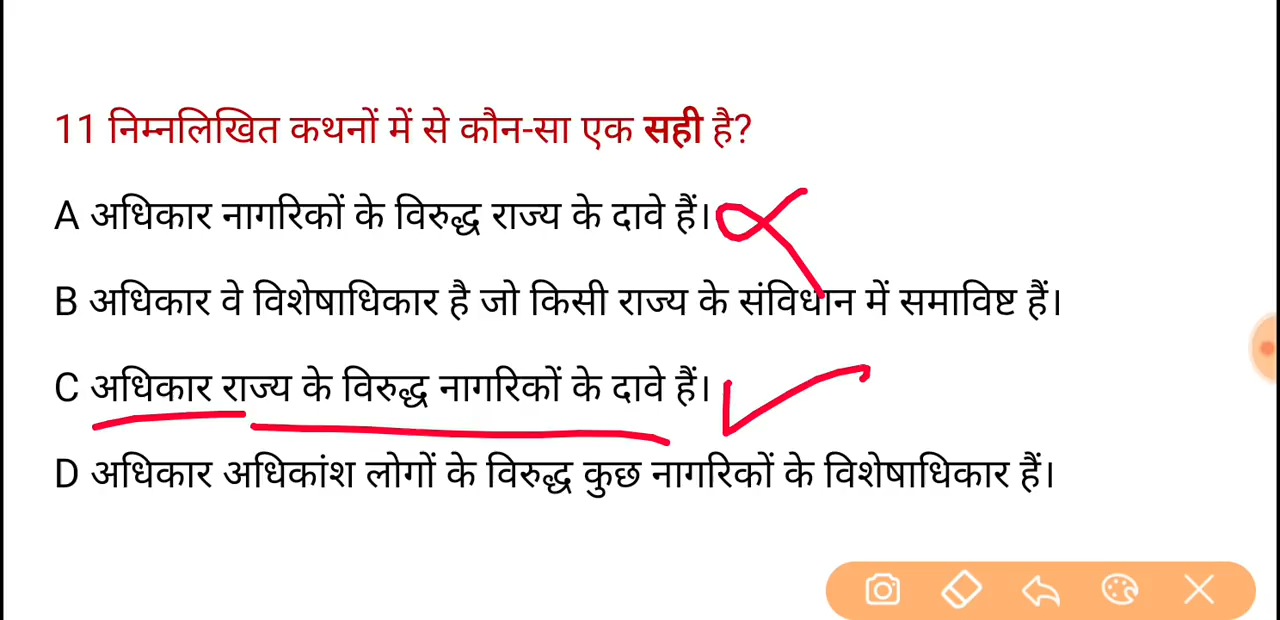 11 निम्नलिखित कथनों में से कौन-सा एक सही है?
A अधिकार नागरिकों के विरुद्ध राज्य के दावे हैं।
B अधिकार वे विशेषाधिकार है जो किसी राज्य के संविधान में समाविष्ट हैं।
C अधिकार राज्य के विरुद्ध नागरिकों के दावे हैं।
D अधिकार अधिकांश लोगों के विरुद्ध कुछ नागरिकों के विशेषाधिकार हैं।